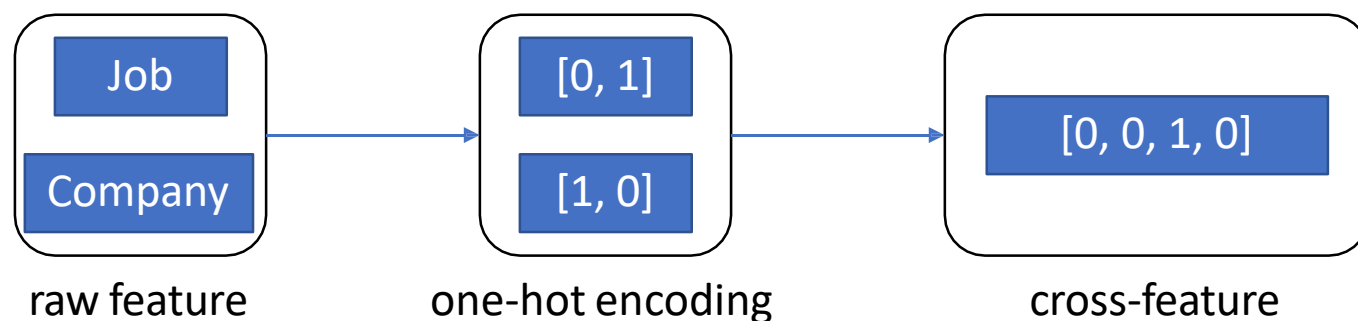 Job
Company
raw feature
[0, 1]
[1, 0]
one-hot encoding
[0, 0, 1, 0]
cross-feature